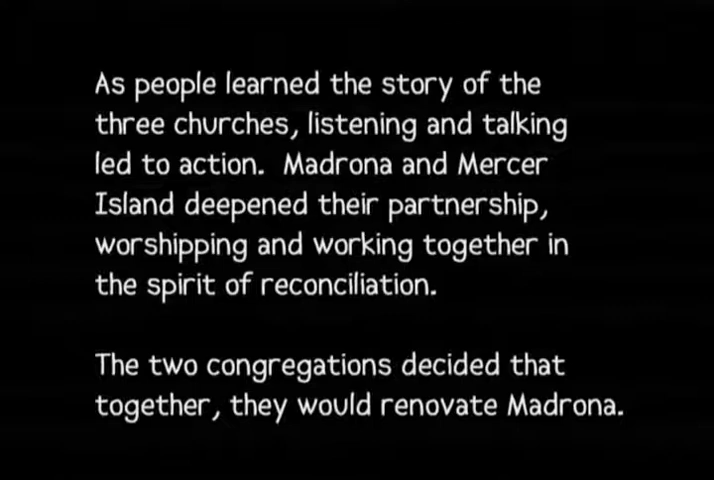 As people learned the story of the
three churches, listening and talking
led to action.  Madrona and Mercer
Island deepened their partnership,
worshipping and working together in
the spirit of reconciliation.
The two congregations decided that
together, they would renovate Madrona.